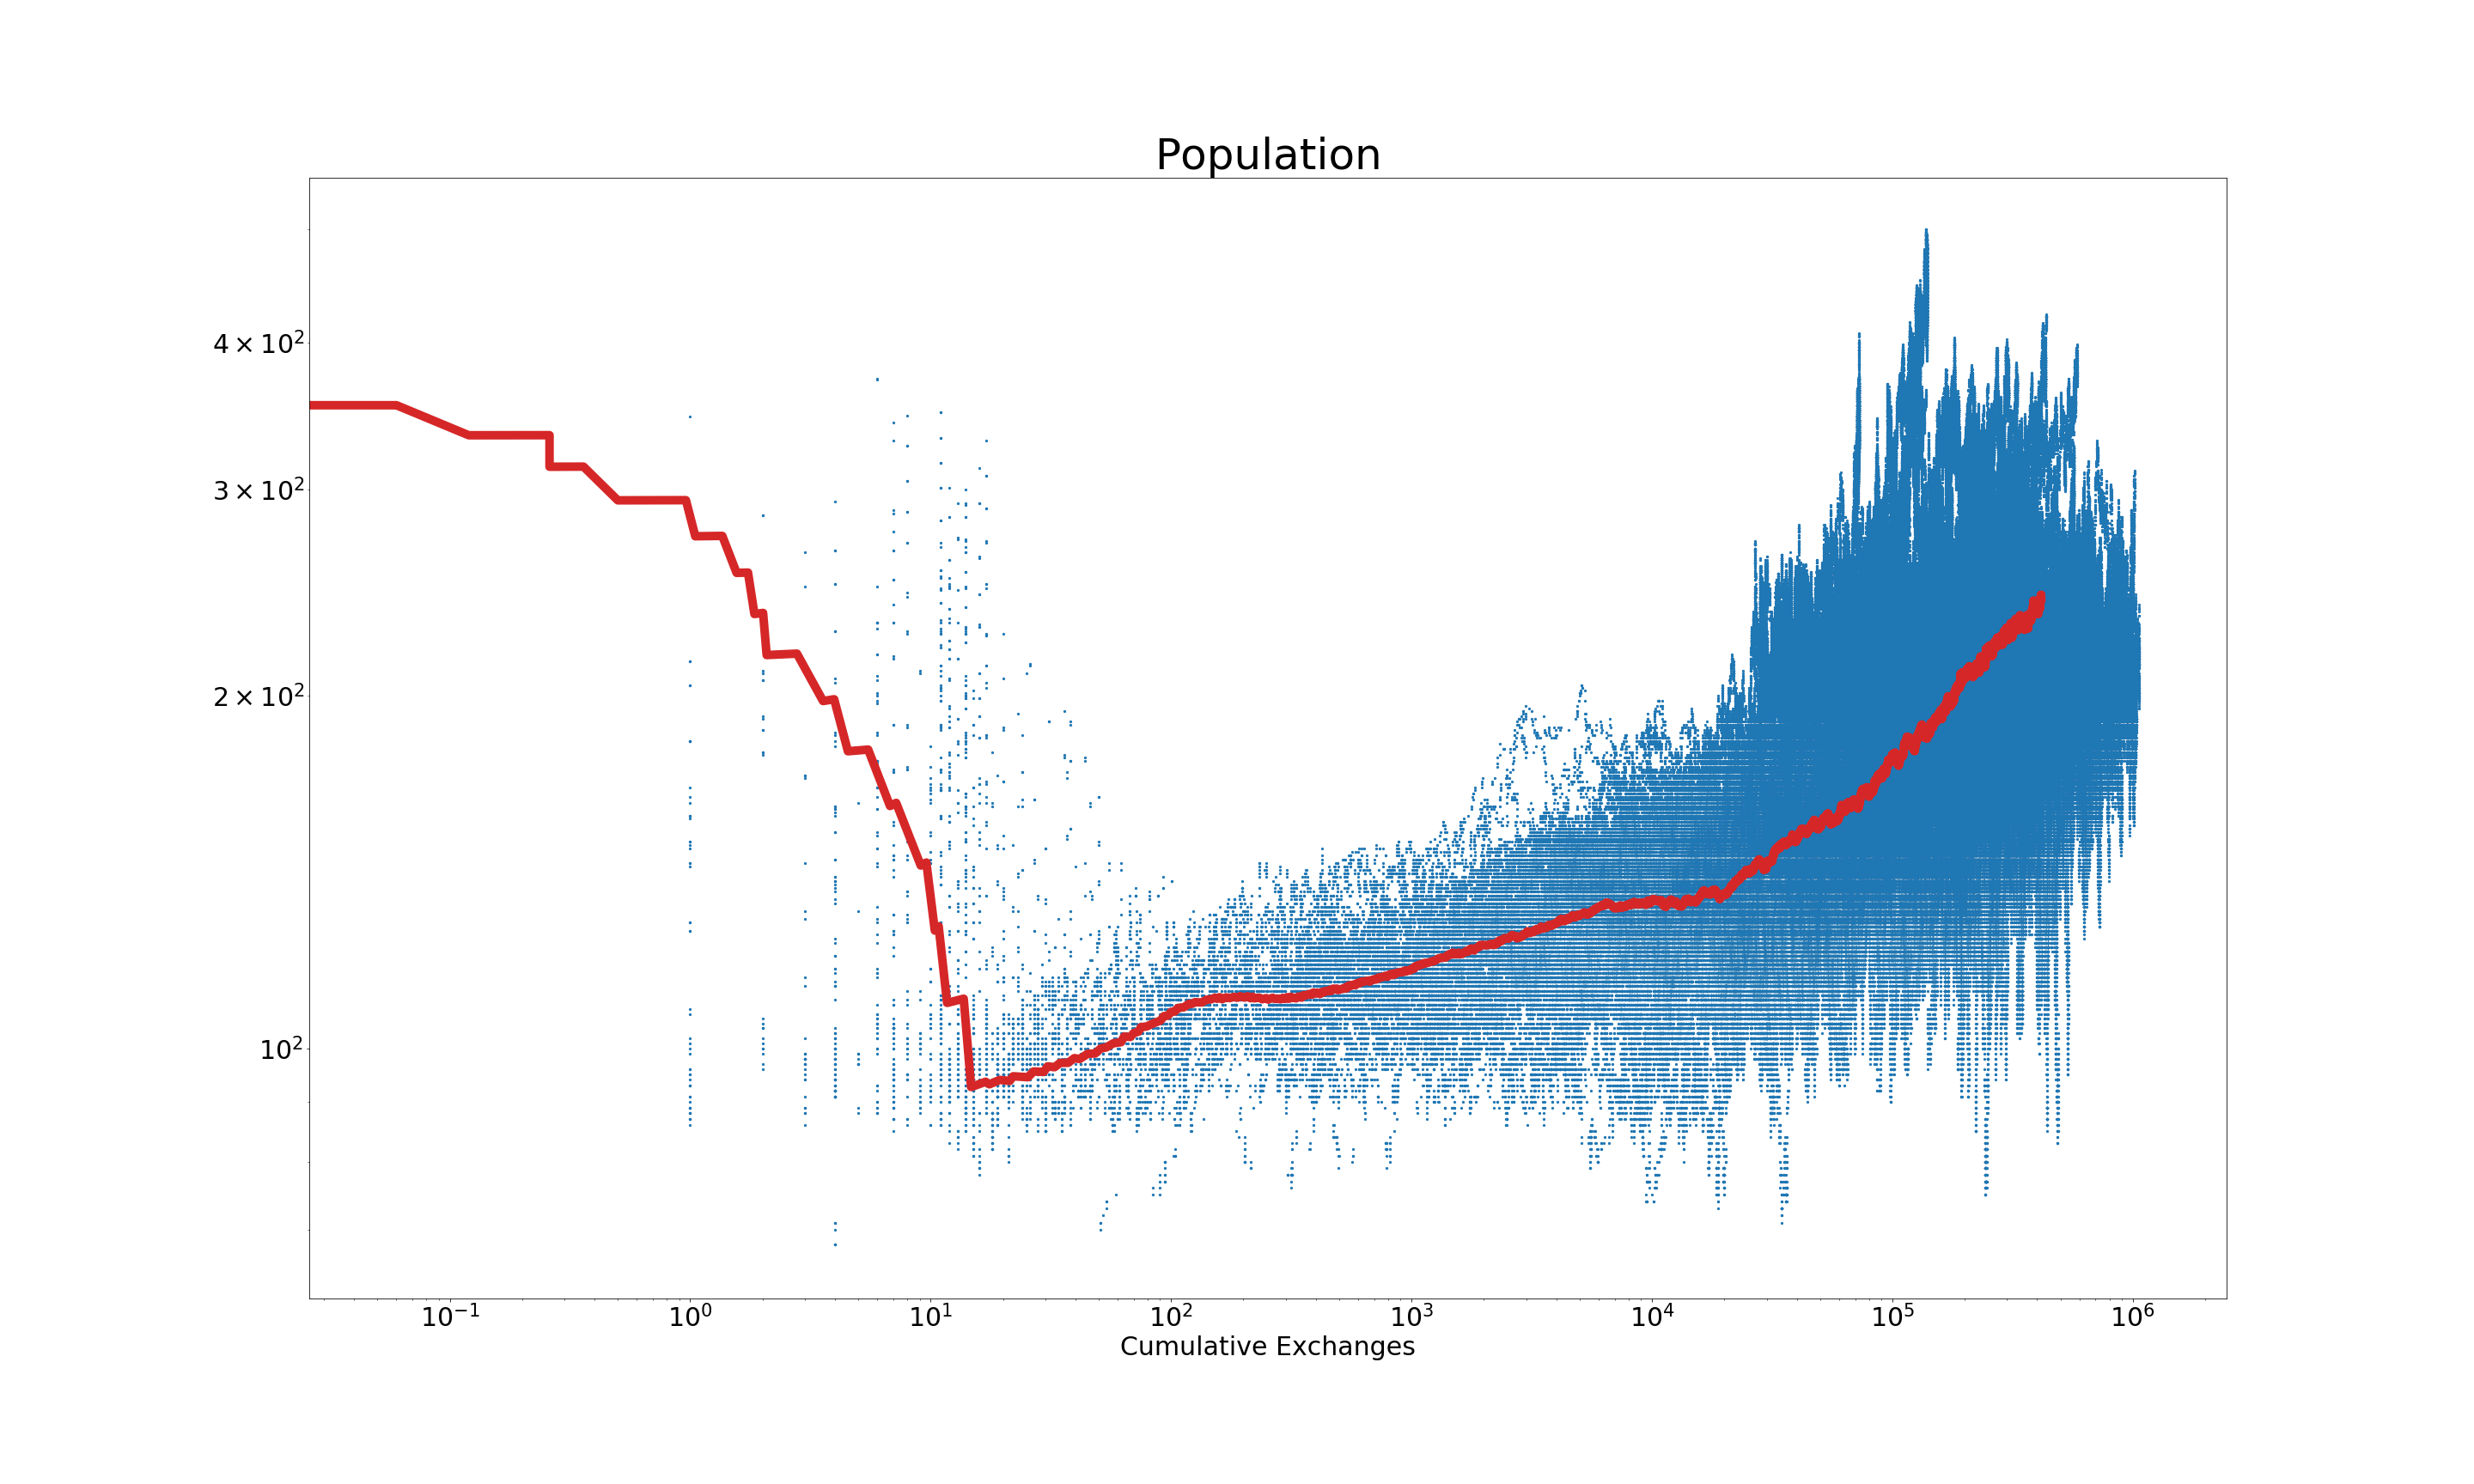 Population
4 × 10²
3 × 10²
2 × 10²
10²
10⁻¹ 10⁰ 10¹ 10² 10³ 10⁴ 10⁵ 10⁶
Cumulative Exchanges